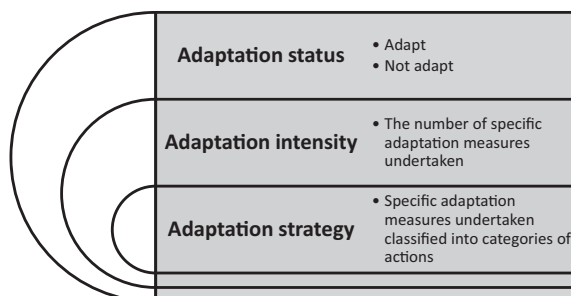 Adaptation status
• Adapt
• Not adapt
Adaptation intensity
• The number of specific
adaptation measures
undertaken
Adaptation strategy
• Specific adaptation
measures undertaken
classified into categories of
actions